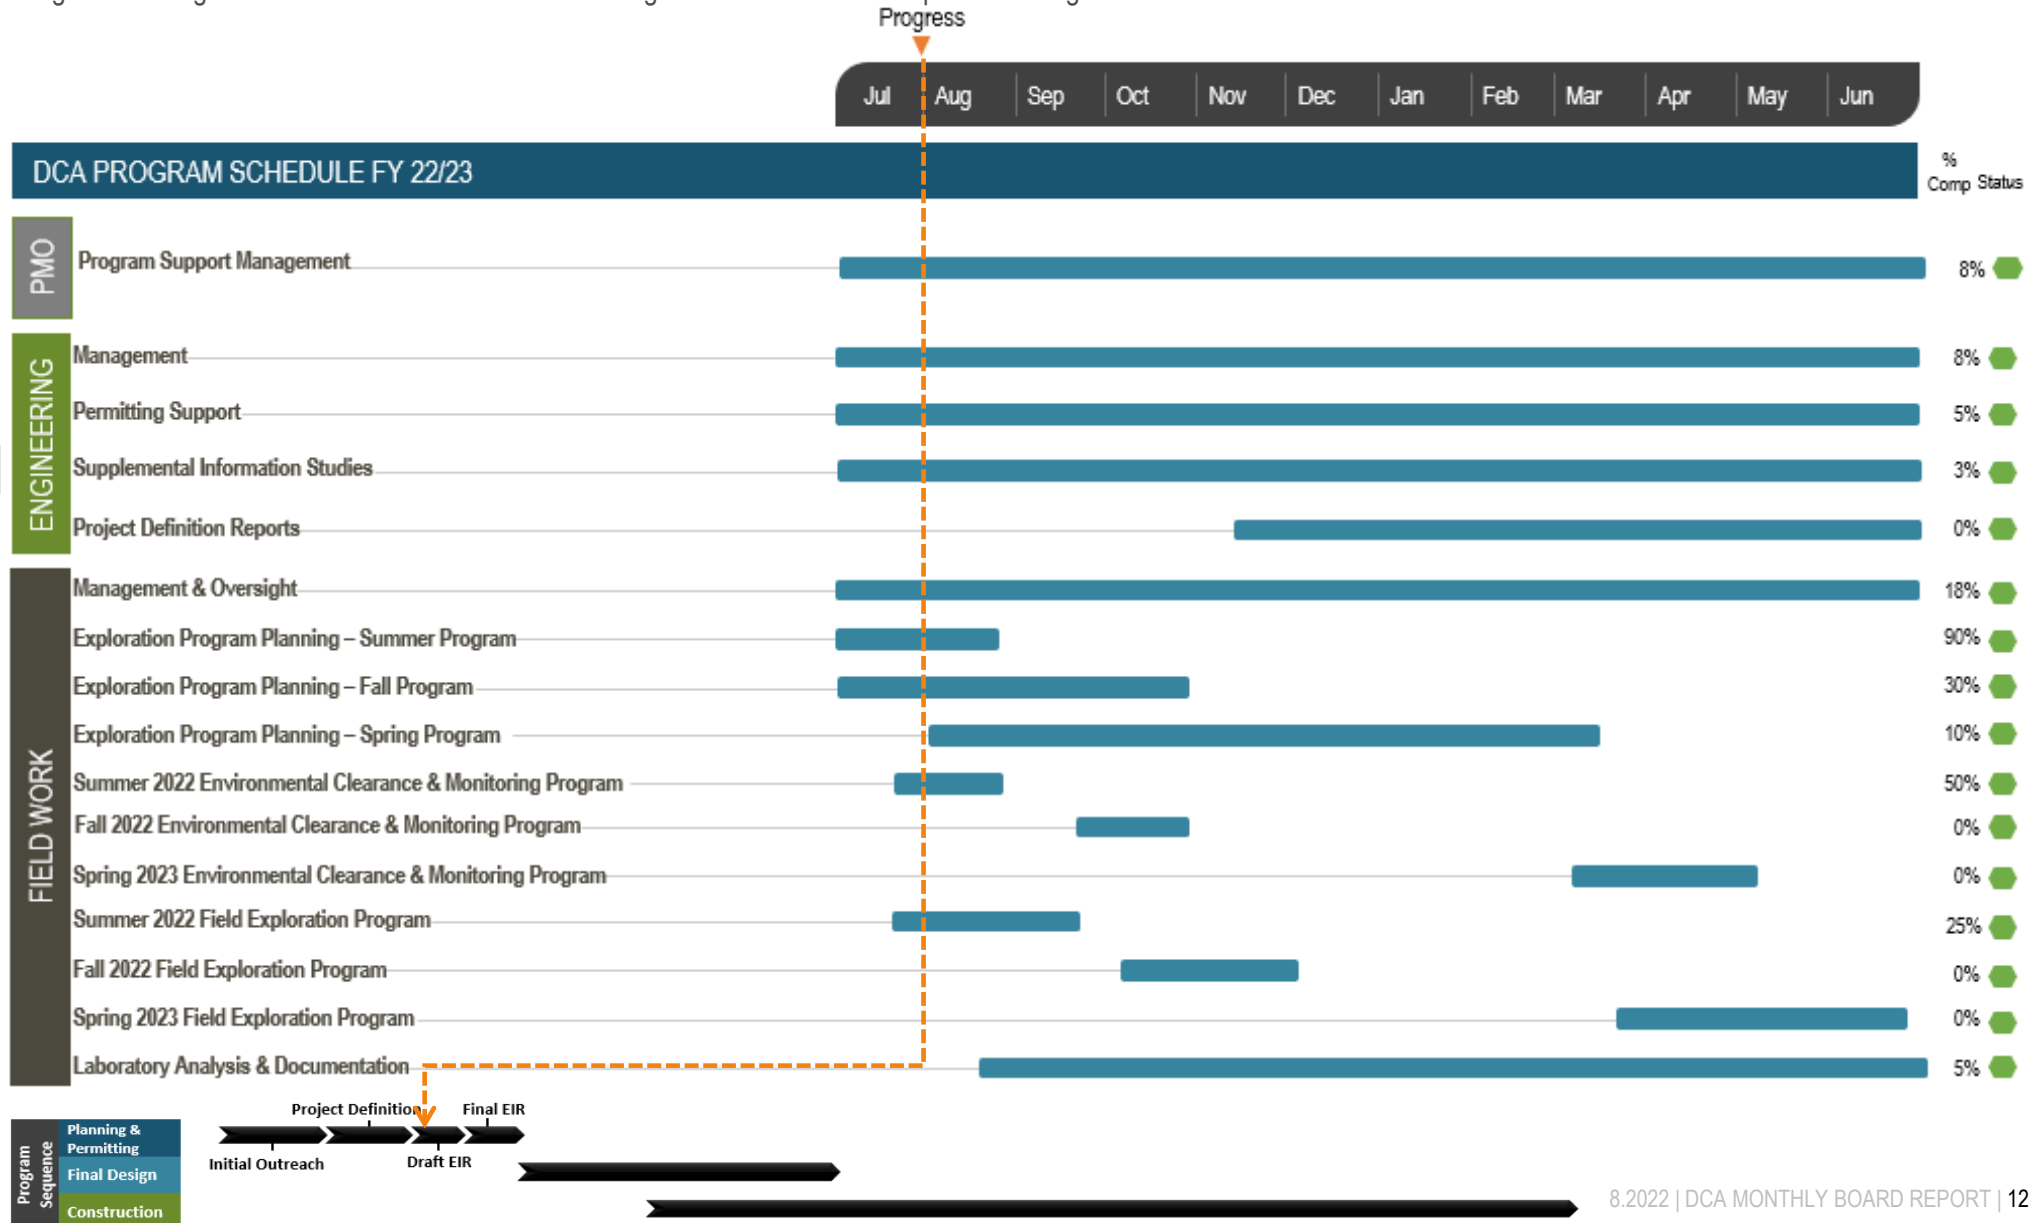 Progress
Jul Aug Sep Oct Nov Dec Jan Feb Mar Apr May Jun
DCA PROGRAM SCHEDULE FY 22/23
%
Comp Status
PMO
Program Support Management 8%
ENGINEERING
Management 8%
Permitting Support 5%
Supplemental Information Studies 3%
Project Definition Reports 0%
FIELD WORK
Management & Oversight 18%
Exploration Program Planning – Summer Program 90%
Exploration Program Planning – Fall Program 30%
Exploration Program Planning – Spring Program 10%
Summer 2022 Environmental Clearance & Monitoring Program 50%
Fall 2022 Environmental Clearance & Monitoring Program 0%
Spring 2023 Environmental Clearance & Monitoring Program 0%
Summer 2022 Field Exploration Program 25%
Fall 2022 Field Exploration Program 0%
Spring 2023 Field Exploration Program 0%
Laboratory Analysis & Documentation 5%
Program
Sequence
Planning &
Permitting
Final Design
Construction
Project Definition Final EIR
Initial Outreach Draft EIR
8.2022 | DCA MONTHLY BOARD REPORT | 12